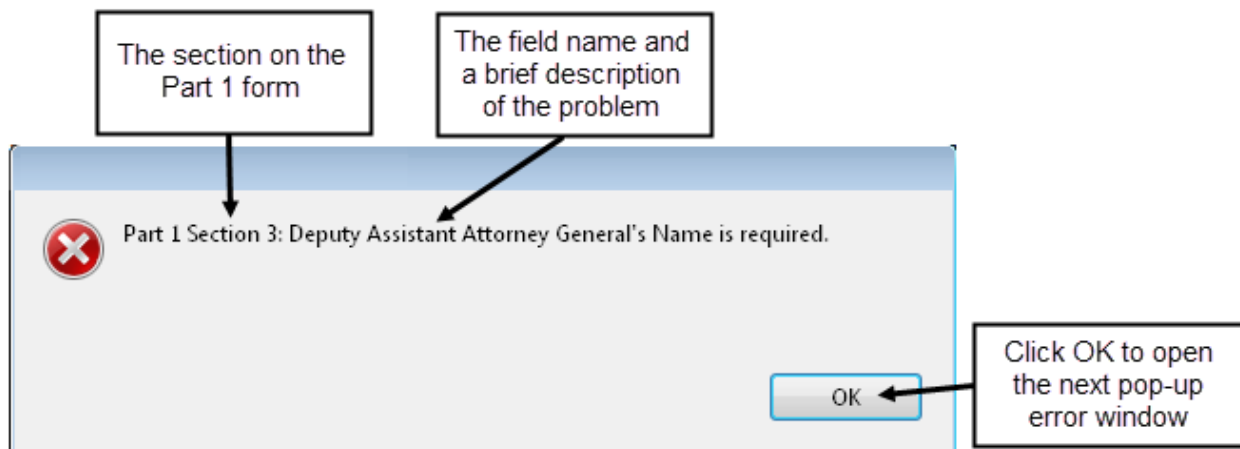 The section on the
Part 1 form
The field name and
a brief description
of the problem
Part 1 Section 3: Deputy Assistant Attorney General's Name is required.
OK
Click OK to open
the next pop-up
error window